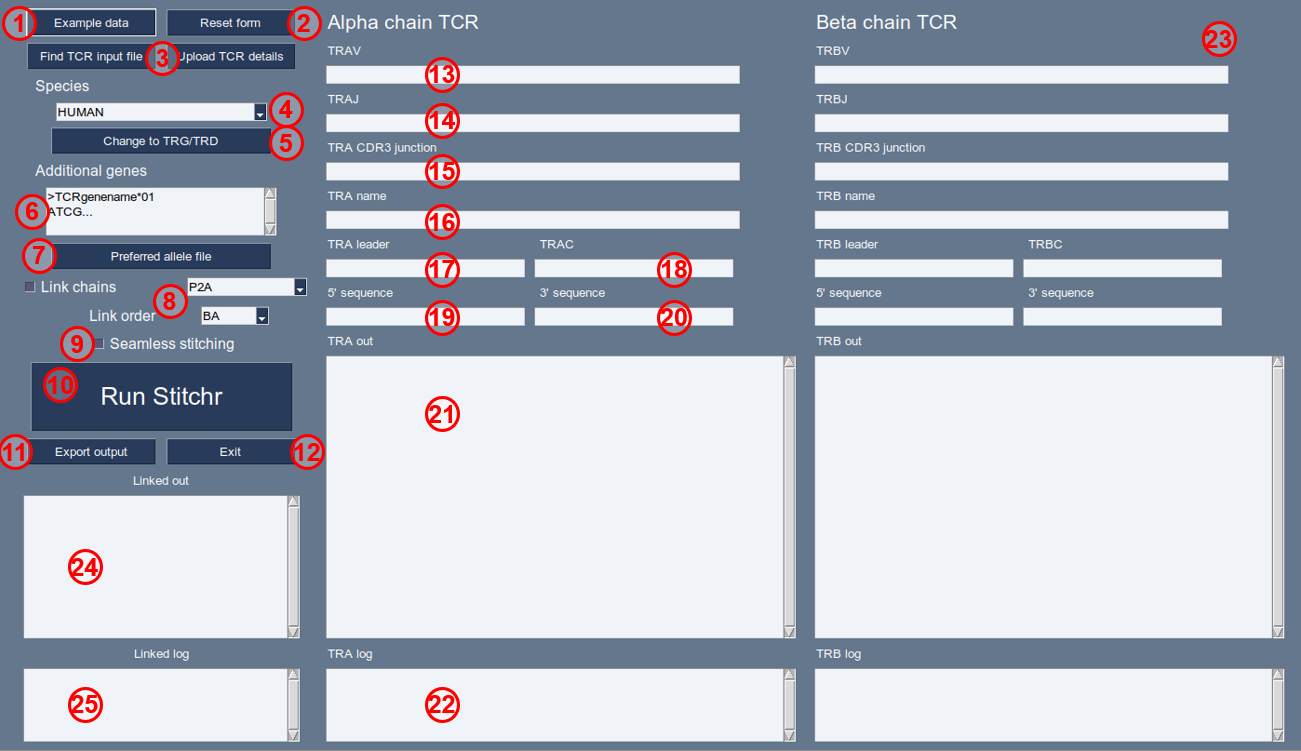 1 Example data
Reset form 2
Find TCR input file 3 Upload TCR details
Species
HUMAN 4
Change to TRG/TRD 5
Additional genes
>TCRgenename*01
6 ATCG...
7 Preferred allele file
Link chains P2A
8
Link order BA
9 Seamless stitching
10 Run Stitchr
11 Export output
Exit 12
Linked out
24
Linked log
25
Alpha chain TCR
TRAV
13
TRAJ
14
TRA CDR3 junction
15
TRA name
16
TRA leader TRAC
17 18
5' sequence 3' sequence
19 20
TRA out
21
TRA log
22
Beta chain TCR
23
TRBV
TRBJ
TRB CDR3 junction
TRB name
TRB leader TRBC
5' sequence 3' sequence
TRB out
TRB log